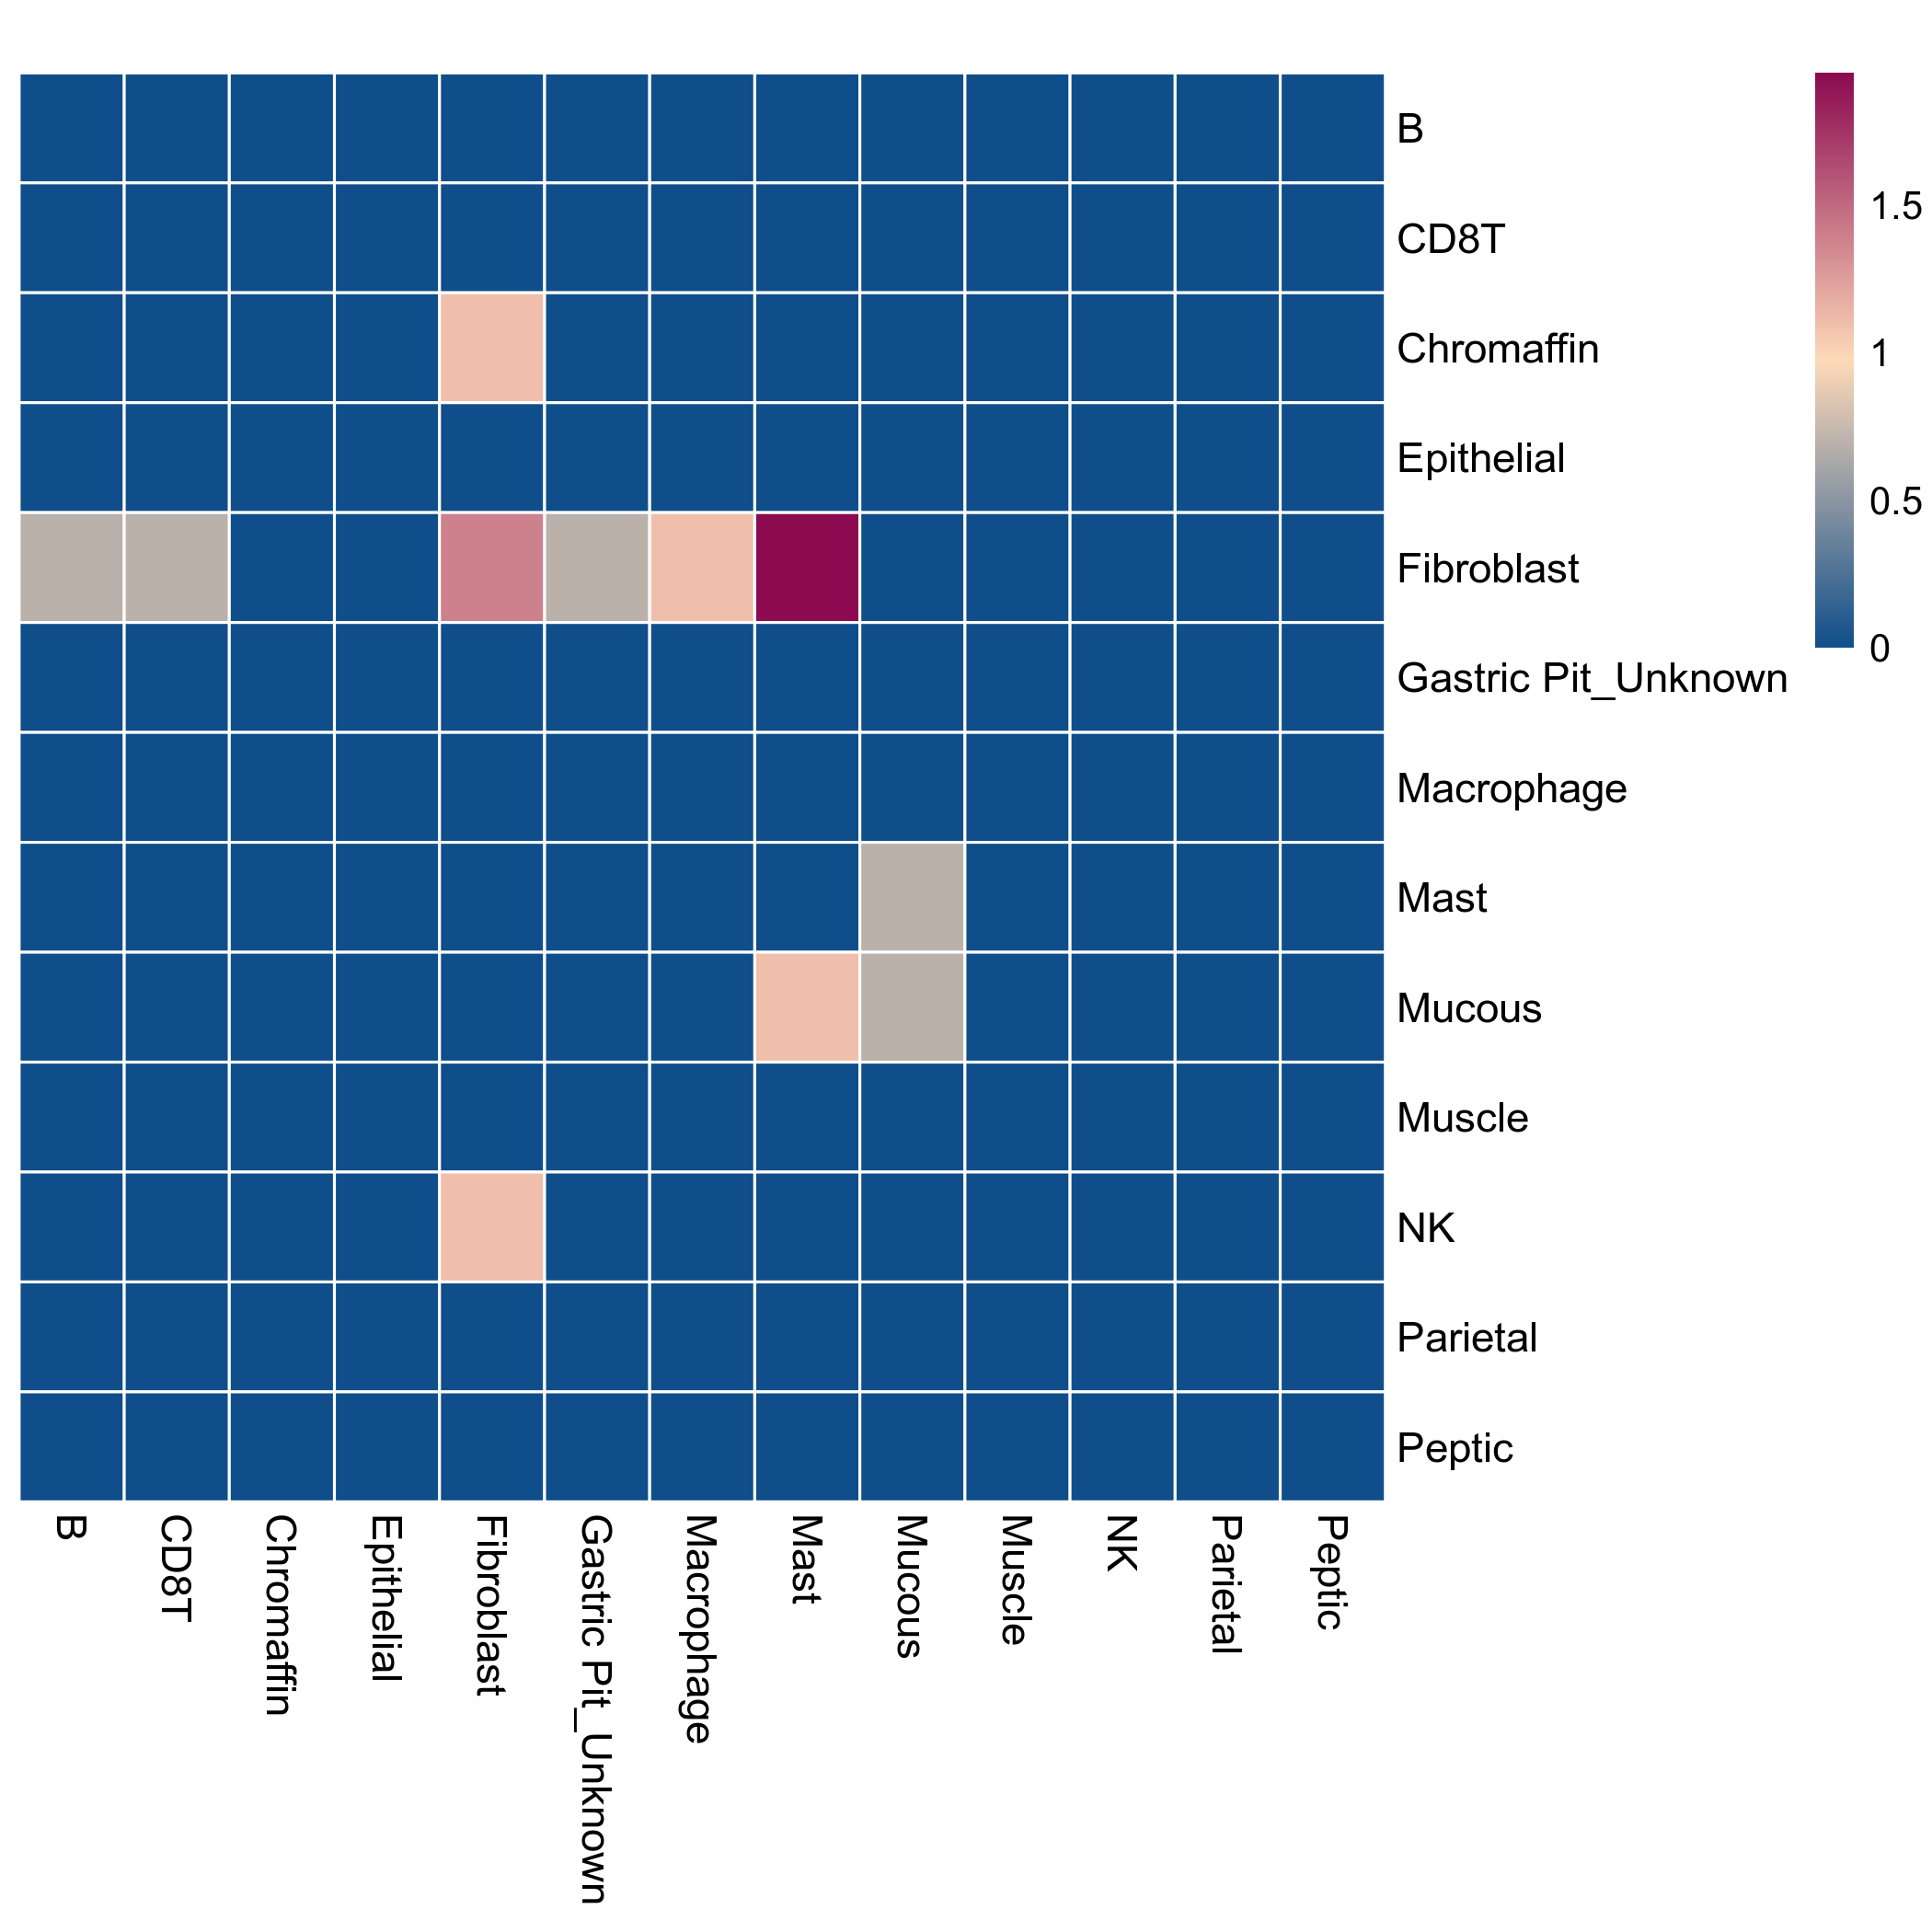 B
CD8T
Chromaffin
Epithelial
Fibroblast
Gastric Pit_Unknown
Macrophage
Mast
Mucous
Muscle
NK
Parietal
Peptic
1.5
1
0.5
0
B
CD8T
Chromaffin
Epithelial
Fibroblast
Gastric Pit_Unknown
Macrophage
Mast
Mucous
Muscle
NK
Parietal
Peptic